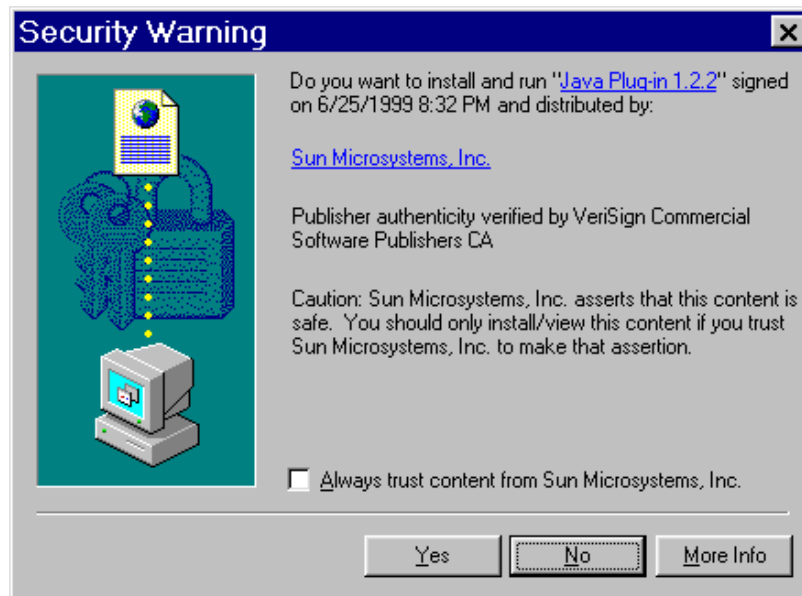 Security Warning
Do you want to install and run "Java Plug-in 1.2.2" signed
on 6/25/1999 8:32 PM and distributed by:
Sun Microsystems, Inc.
Publisher authenticity verified by VeriSign Commercial
Software Publishers CA
Caution: Sun Microsystems, Inc. asserts that this content is
safe.  You should only install/view this content if you trust
Sun Microsystems, Inc. to make that assertion.
Always trust content from Sun Microsystems, Inc.
Yes No More Info